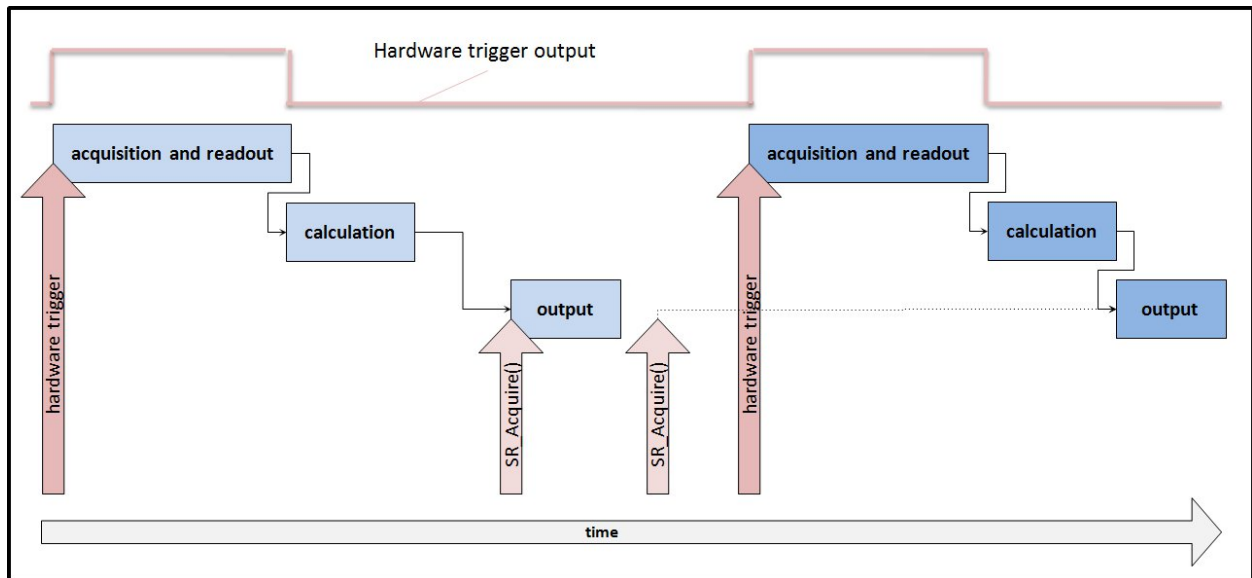 Hardware trigger output
acquisition and readout
acquisition and readout
calculation
calculation
output
output
hardware trigger
SR_Acquire()
SR_Acquire()
hardware trigger
time